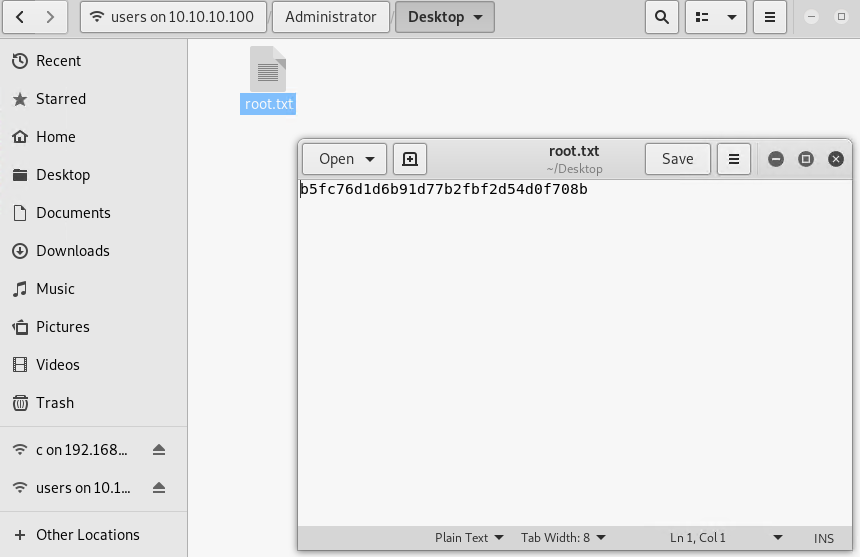 users on 10.10.10.100 / Administrator / Desktop
Recent
Starred
Home
Desktop
Documents
Downloads
Music
Pictures
Videos
Trash
c on 192.168...
users on 10.1...
Other Locations
root.txt
Open
root.txt
~/Desktop
Save
b5fc76d1d6b91d77b2fbf2d54d0f708b
Plain Text Tab Width: 8 Ln 1, Col 1 INS